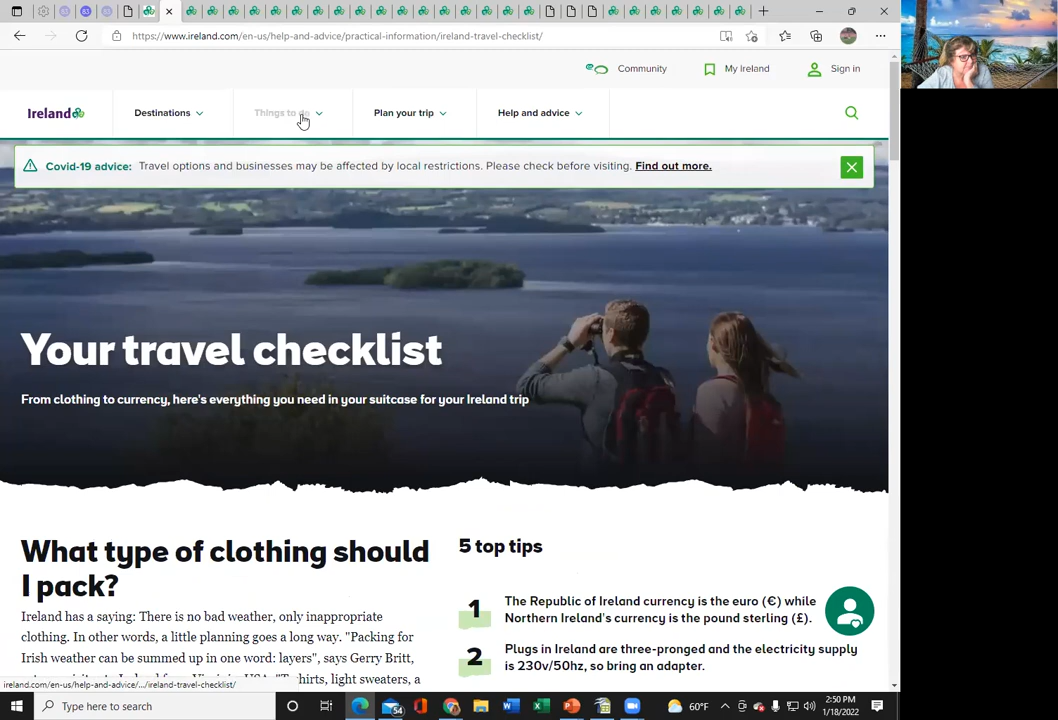 https://www.ireland.com/en-us/help-and-advice/practical-information/ireland-travel-checklist/
Community
My Ireland
Sign in
Ireland
Destinations
Things to do
Plan your trip
Help and advice
Covid-19 advice: Travel options and businesses may be affected by local restrictions. Please check before visiting. Find out more.
Your travel checklist
From clothing to currency, here's everything you need in your suitcase for your Ireland trip
What type of clothing should
I pack?
Ireland has a saying: There is no bad weather, only inappropriate
clothing. In other words, a little planning goes a long way. "Packing for
Irish weather can be summed up in one word: layers", says Gerry Britt,
5 top tips
1
The Republic of Ireland currency is the euro (€) while
Northern Ireland's currency is the pound sterling (£).
2
Plugs in Ireland are three-pronged and the electricity supply
is 230v/50hz, so bring an adapter.
ireland.com/en-us/help-and-advice/.../ireland-travel-checklist/
Type here to search
54
60°F
2:50 PM
1/18/2022